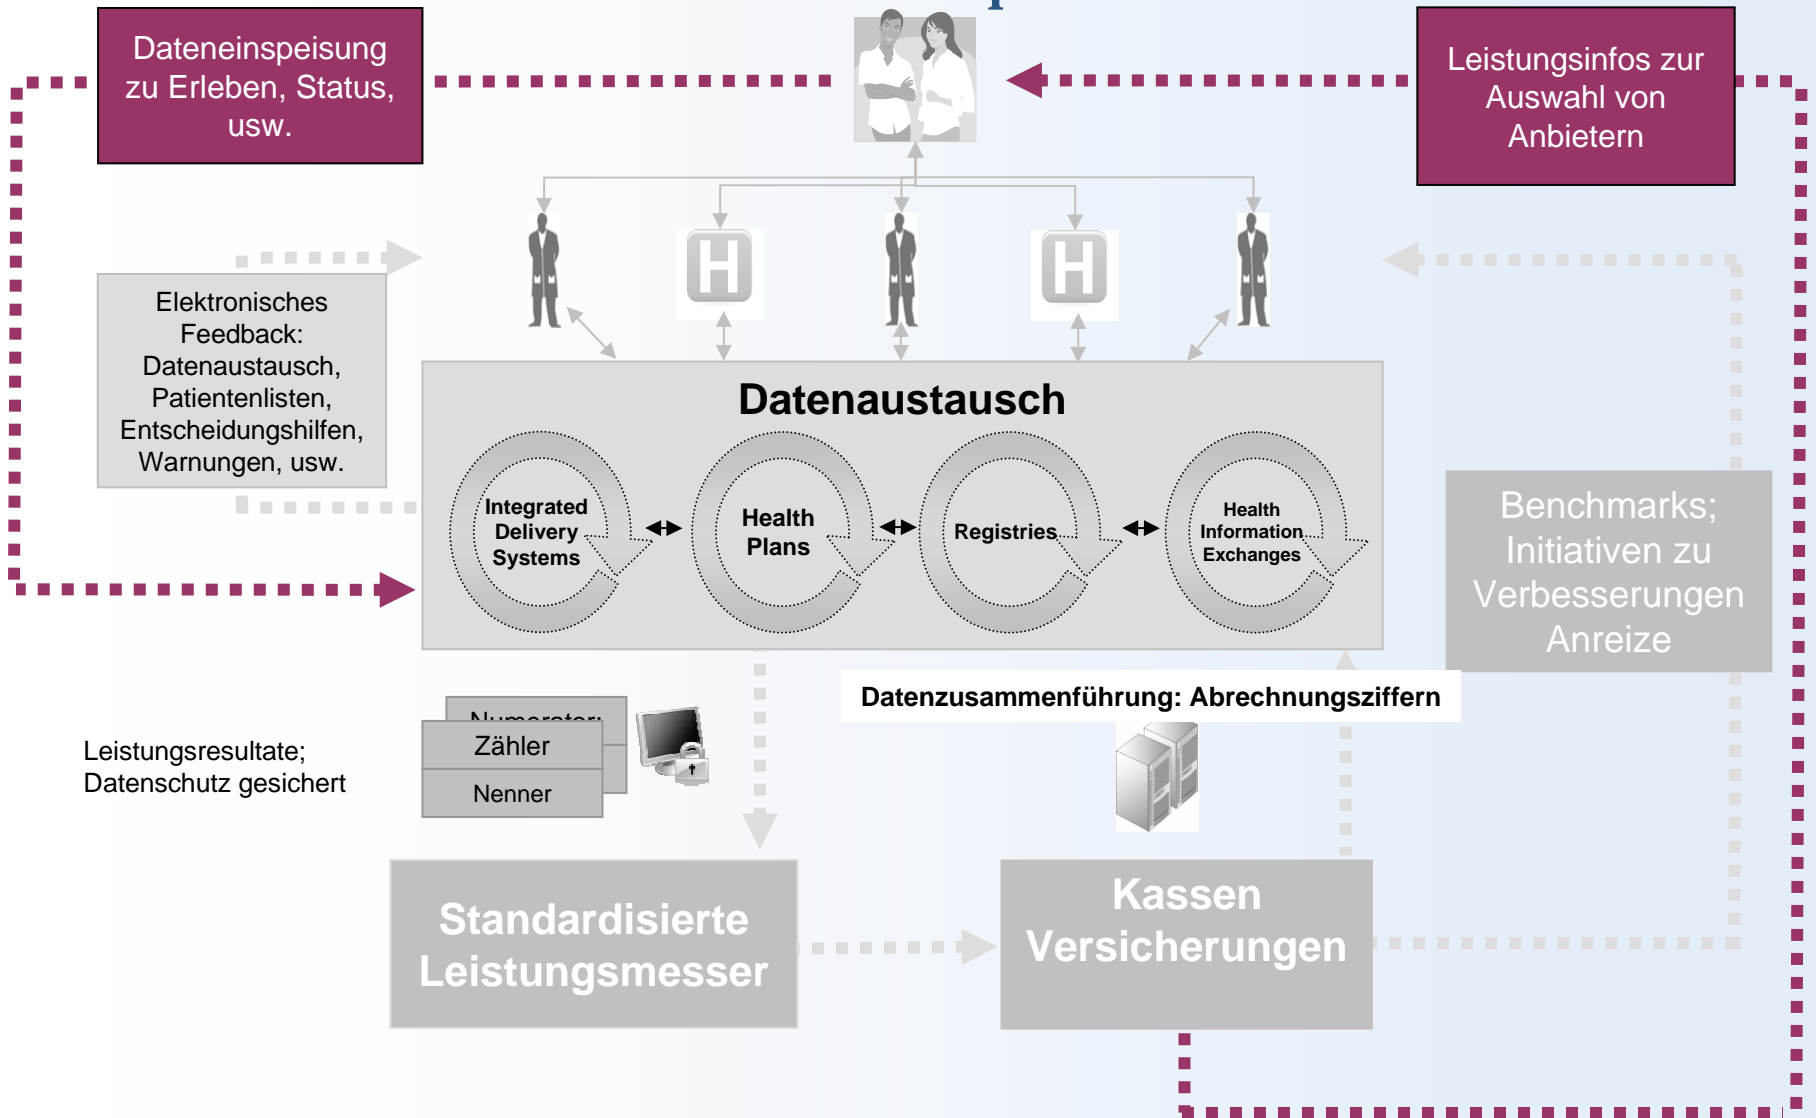 Dateneinspeisung
zu Erleben, Status,
usw.
Leistungsinfos zur
Auswahl von
Anbietern
H
H
Elektronisches
Feedback:
Datenaustausch,
Patientenlisten,
Entscheidungshilfen,
Warnungen, usw.
Datenaustausch
Integrated
Delivery
Systems
Health
Plans
Registries
Health
Information
Exchanges
Benchmarks;
Initiativen zu
Verbesserungen
Anreize
Datenzusammenführung: Abrechnungsziffern
Leistungsresultate;
Datenschutz gesichert
Zähler
Nenner
Standardisierte
Leistungsmesser
Kassen
Versicherungen